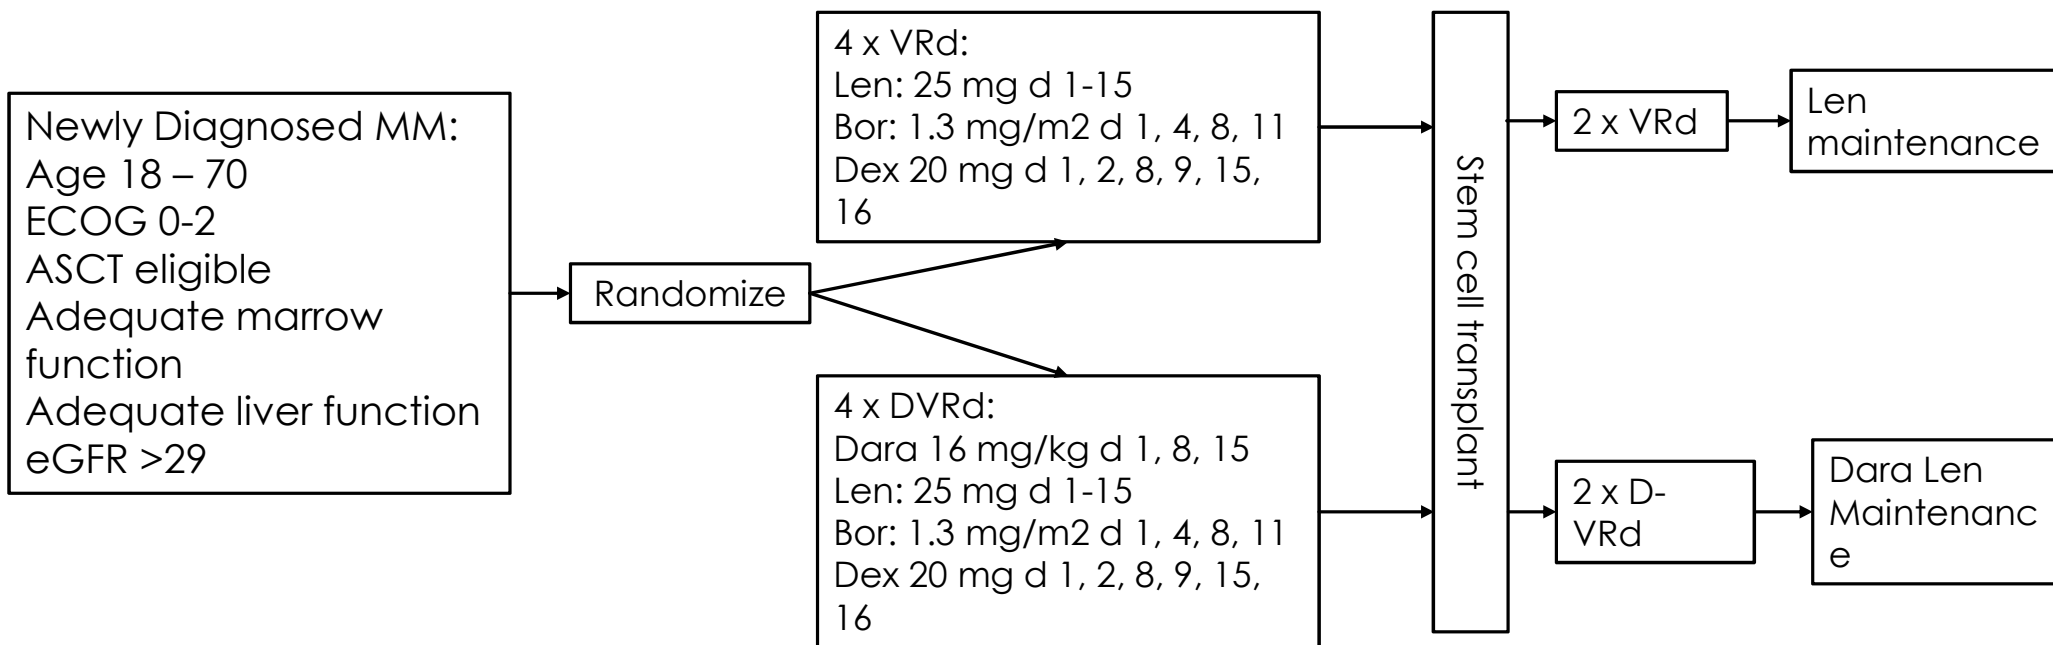 Newly Diagnosed MM:
Age 18 – 70
ECOG 0-2
ASCT eligible
Adequate marrow
function
Adequate liver function
eGFR >29
Randomize
4 x VRd:
Len: 25 mg d 1-15
Bor: 1.3 mg/m2 d 1, 4, 8, 11
Dex 20 mg d 1, 2, 8, 9, 15,
16
4 x DVRd:
Dara 16 mg/kg d 1, 8, 15
Len: 25 mg d 1-15
Bor: 1.3 mg/m2 d 1, 4, 8, 11
Dex 20 mg d 1, 2, 8, 9, 15,
16
Stem cell transplant
2 x VRd
Len
maintenance
2 x D-
VRd
Dara Len
Maintenanc
e